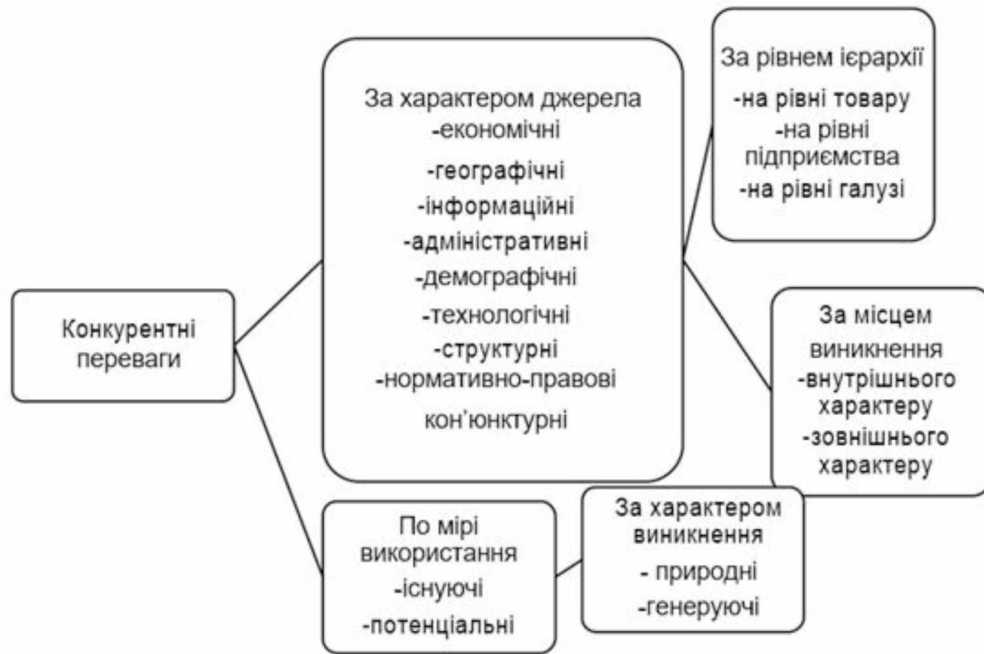 Конкурентні
переваги
За характером джерела
-економічні
-географічні
-інформаційні
-адміністративні
-демографічні
-технологічні
-структурні
-нормативно-правові
кон’юнктурні
За рівнем ієрархії
-на рівні товару
-на рівні
підприємства
-на рівні галузі
За місцем
виникнення
-внутрішнього
характеру
-зовнішнього
характеру
По мірі
використання
-існуючі
-потенціальні
За характером
виникнення
- природні
-генеруючі